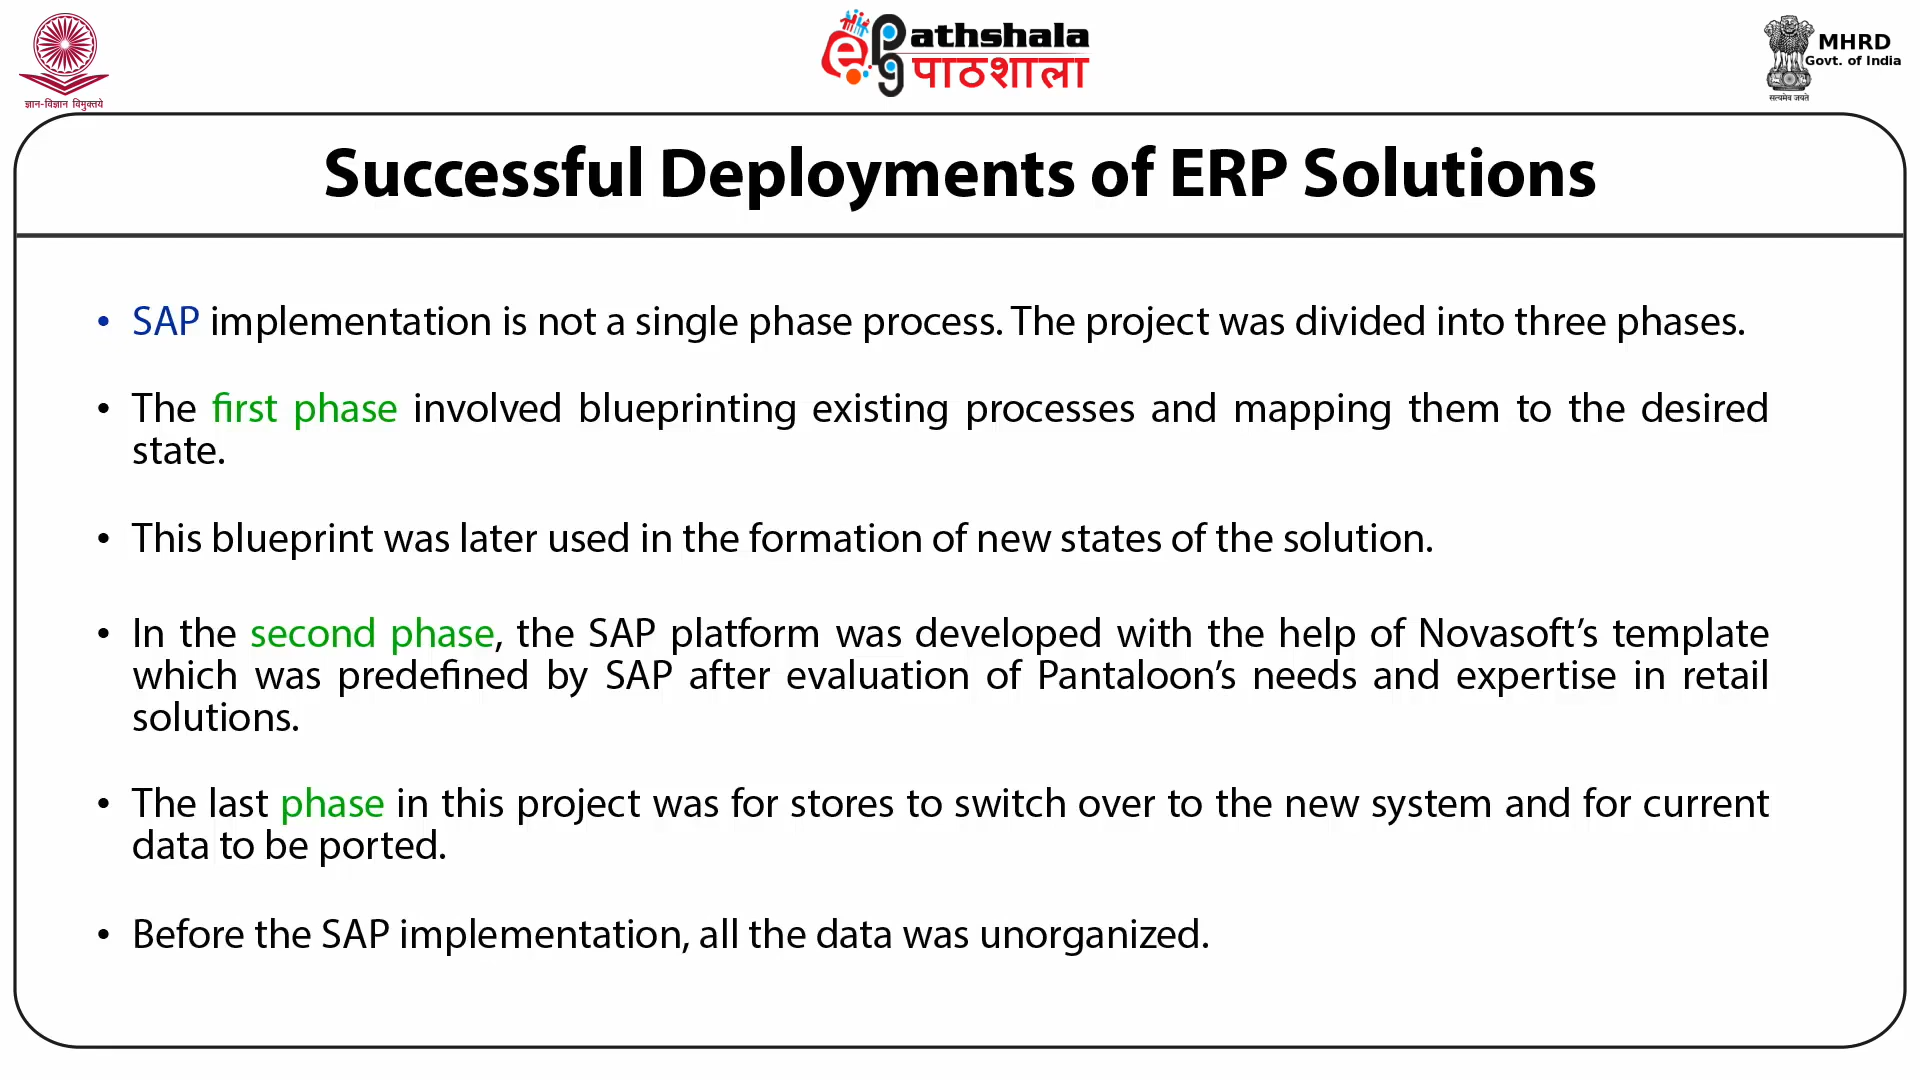 ज्ञान-विज्ञान विमुक्तये
ePathshala
पाठशाला
MHRD
Govt. of India
सत्यमेव जयते
Successful Deployments of ERP Solutions
• SAP implementation is not a single phase process. The project was divided into three phases.
• The first phase involved blueprinting existing processes and mapping them to the desired
state.
• This blueprint was later used in the formation of new states of the solution.
• In the second phase, the SAP platform was developed with the help of Novasoft’s template
which was predefined by SAP after evaluation of Pantaloon’s needs and expertise in retail
solutions.
• The last phase in this project was for stores to switch over to the new system and for current
data to be ported.
• Before the SAP implementation, all the data was unorganized.